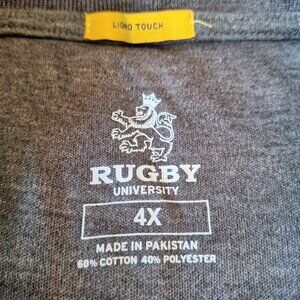 LIQUID TOUCH
RUGBY
UNIVERSITY
4X
MADE IN PAKISTAN
60% COTTON 40% POLYESTER